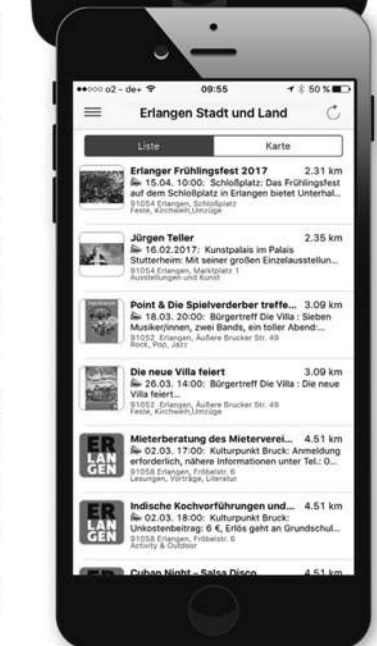 o2 - de+ 09:55 50 %
Erlangen Stadt und Land
Liste Karte
Erlanger Frühlingsfest 2017 2.31 km
15.04. 10:00: Schloßplatz: Das Frühlingsfest
auf dem Schloßplatz in Erlangen bietet Unterhal...
91054 Erlangen, Schloßplatz
Feste, Kirchweih,Umzüge
Jürgen Teller 2.35 km
16.02.2017: Kunstpalais im Palais
Stutterheim: Mit seiner großen Einzelausstellun...
91054 Erlangen, Marktplatz 1
Ausstellungen und Kunst
Point & Die Spielverderber treffe... 3.09 km
18.03. 20:00: Bürgertreff Die Villa : Sieben
Musiker/innen, zwei Bands, ein toller Abend:...
91052 Erlangen, Äußere Brucker Str. 49
Rock, Pop, Jazz
Die neue Villa feiert 3.09 km
26.03. 14:00: Bürgertreff Die Villa : Die neue
Villa feiert...
91052 Erlangen, Äußere Brucker Str. 49
Feste, Kirchweih,Umzüge
ER
LAN
GEN
Mieterberatung des Mieterverei... 4.51 km
02.03. 17:00: Kulturpunkt Bruck: Anmeldung
erforderlich, nähere Informationen unter Tel.: 0...
91058 Erlangen, Fröbelstr. 6
Lesungen, Vorträge, Literatur
ER
LAN
GEN
Indische Kochvorführungen und... 4.51 km
02.03. 18:00: Kulturpunkt Bruck:
Unkostenbeitrag: 6 €, Erlös geht an Grundschul...
91058 Erlangen, Fröbelstr. 6
Activity & Outdoor
Cuban Night – Salsa Disco 4.51 km